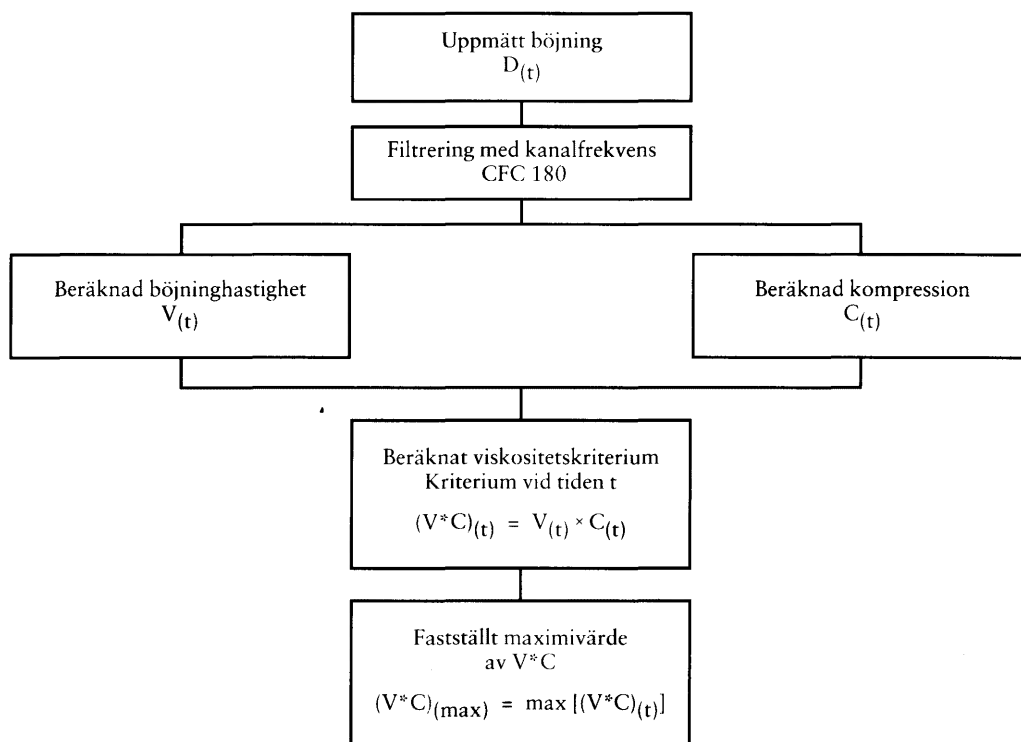 Uppmätt böjning
D(t)
Filtrering med kanalfrekvens
CFC 180
Beräknad böjninghastighet
V(t)
Beräknad kompression
C(t)
Beräknat viskositetskriterium
Kriterium vid tiden t
(V*C)(t) = V(t) × C(t)
Fastställt maximivärde
av V*C
(V*C)(max) = max [(V*C)(t)]